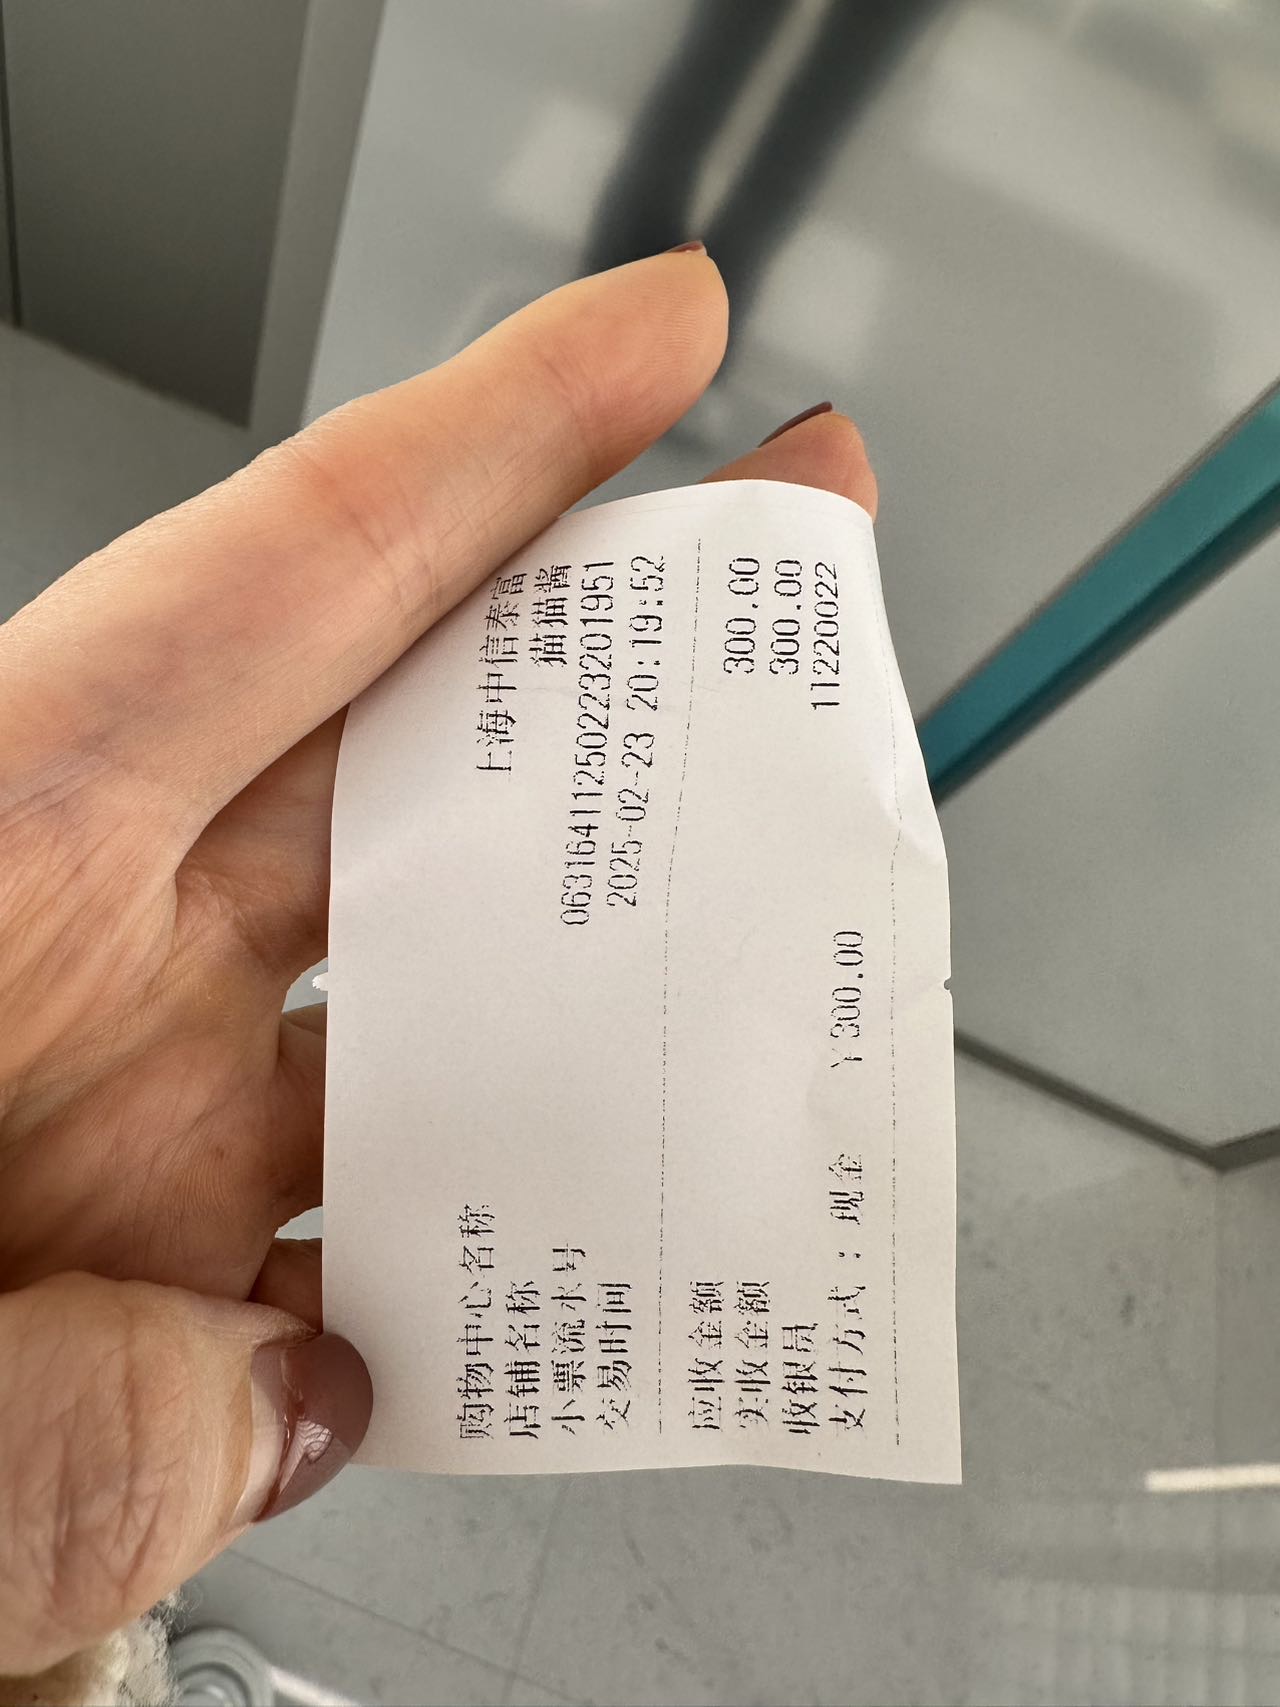 购物中心名称 上海中信泰富
店铺名称 猫猫酱
小票流水号 0631641125022320​1951
交易时间 2025-02-23 20:19:52
应收金额 300.00
实收金额 300.00
收银员 11220022
支付方式：现金 ￥300.00